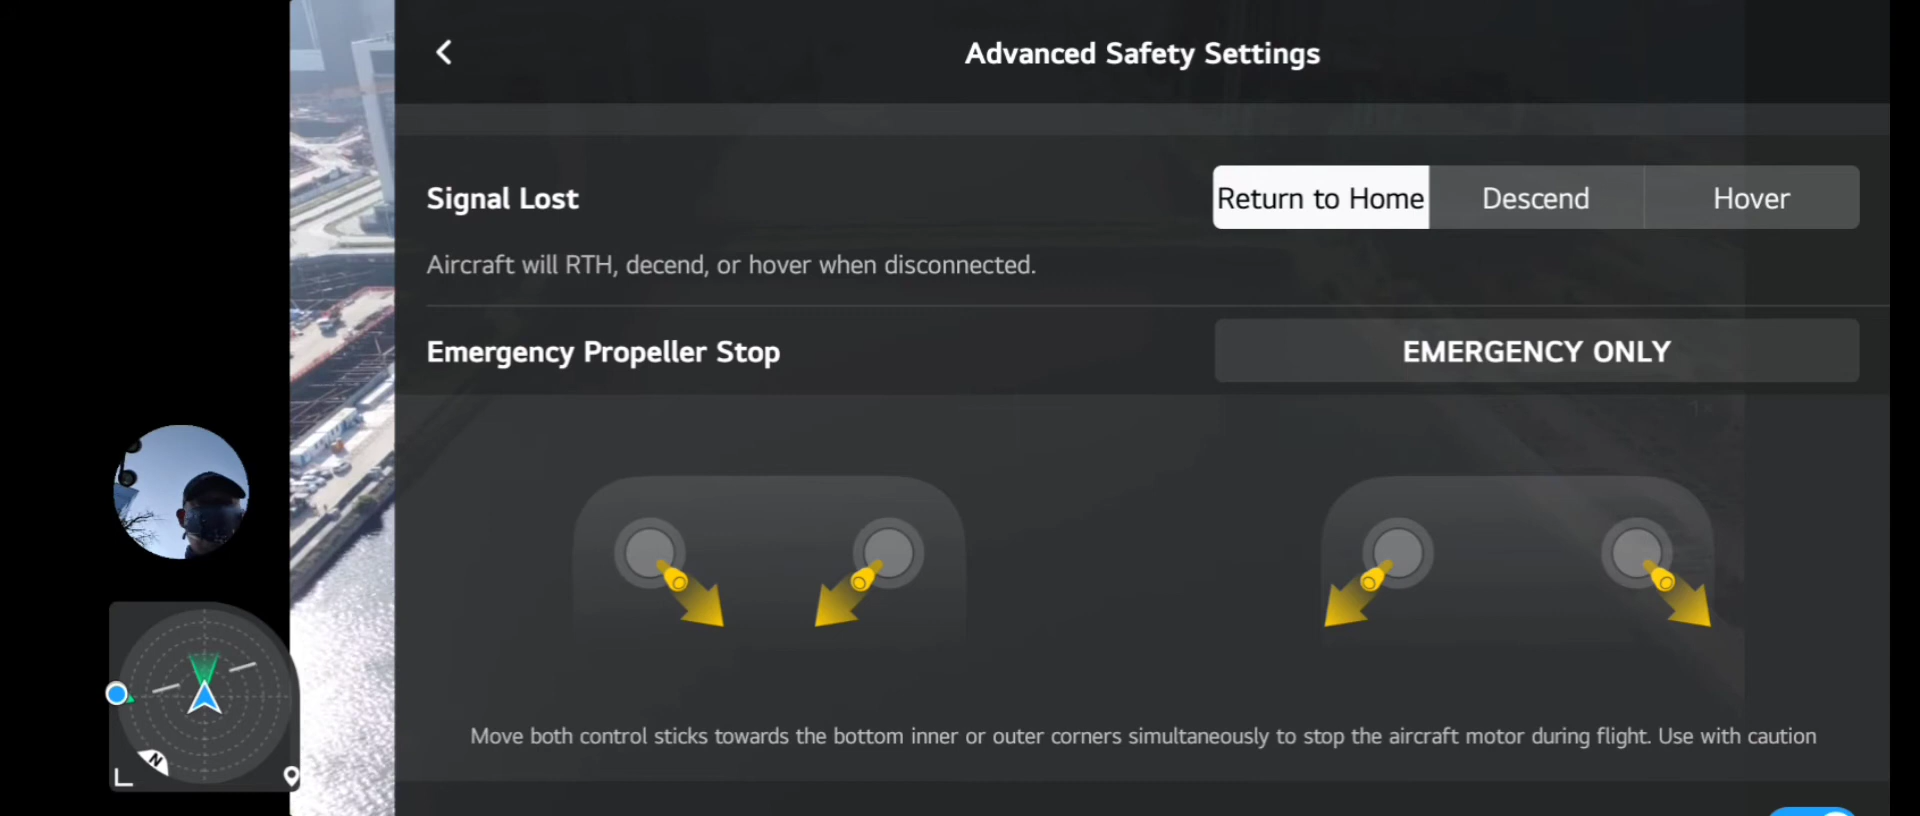 Advanced Safety Settings
Signal Lost
Return to Home
Descend
Hover
Aircraft will RTH, decend, or hover when disconnected.
Emergency Propeller Stop
EMERGENCY ONLY
Move both control sticks towards the bottom inner or outer corners simultaneously to stop the aircraft motor during flight. Use with caution
N